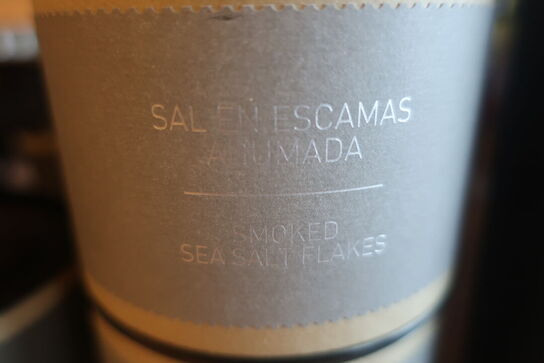 SAL EN ESCAMAS
AHUMADA
SMOKED
SEA SALT FLAKES